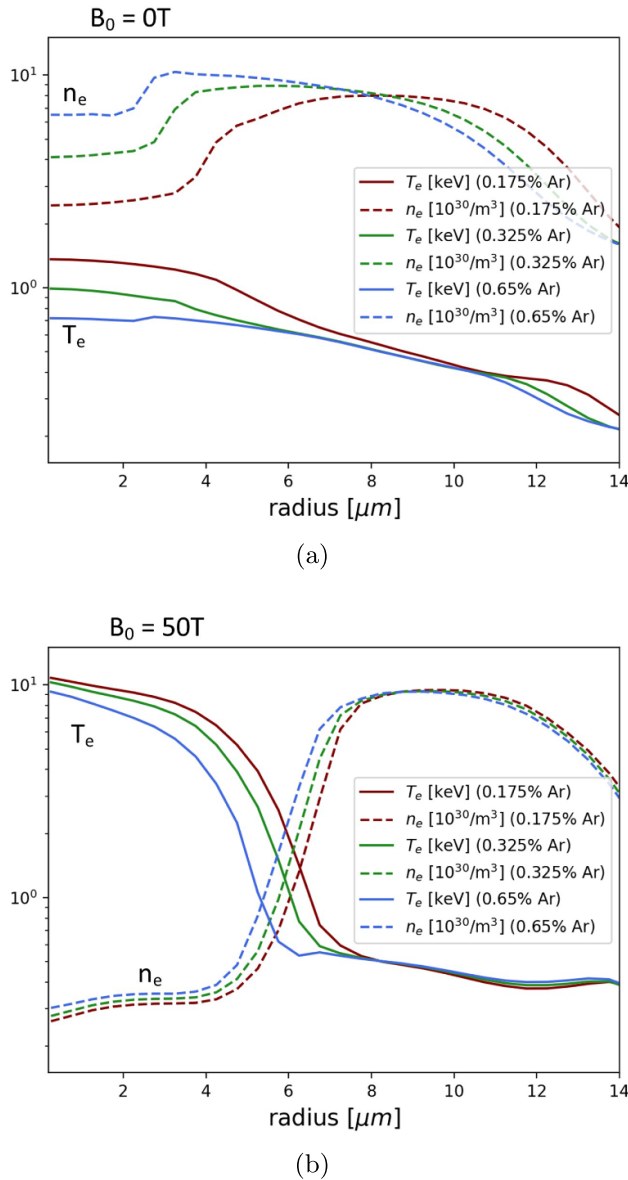 B₀ = 0T
10¹
nₑ
Tₑ [keV] (0.175% Ar)
nₑ [10³⁰/m³] (0.175% Ar)
Tₑ [keV] (0.325% Ar)
nₑ [10³⁰/m³] (0.325% Ar)
10⁰
Tₑ [keV] (0.65% Ar)
nₑ [10³⁰/m³] (0.65% Ar)
Tₑ
2 4 6 8 10 12 14
radius [μm]
(a)
B₀ = 50T
10¹
Tₑ
Tₑ [keV] (0.175% Ar)
nₑ [10³⁰/m³] (0.175% Ar)
Tₑ [keV] (0.325% Ar)
nₑ [10³⁰/m³] (0.325% Ar)
10⁰
Tₑ [keV] (0.65% Ar)
nₑ [10³⁰/m³] (0.65% Ar)
nₑ
2 4 6 8 10 12 14
radius [μm]
(b)